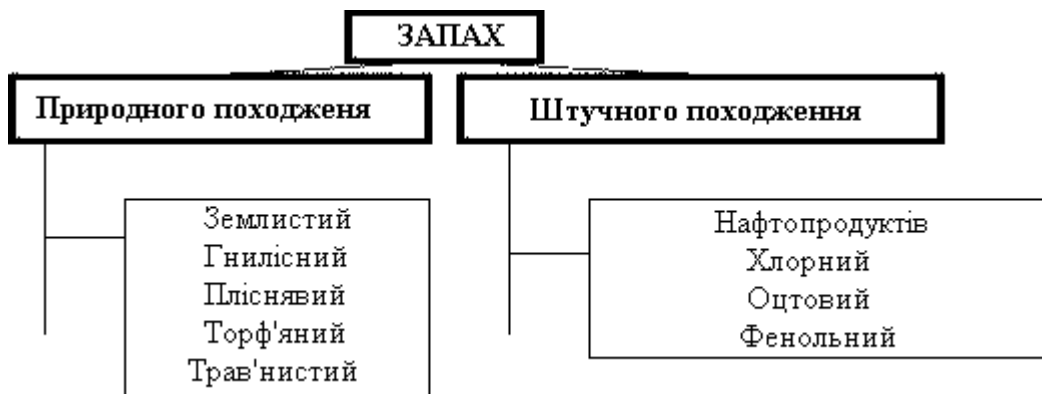 ЗАПАХ
Природного походженя
Штучного походження
Землистий
Гнилісний
Пліснявий
Торф'яний
Трав'нистий
Нафтопродуктів
Хлорний
Оцтовий
Фенольний